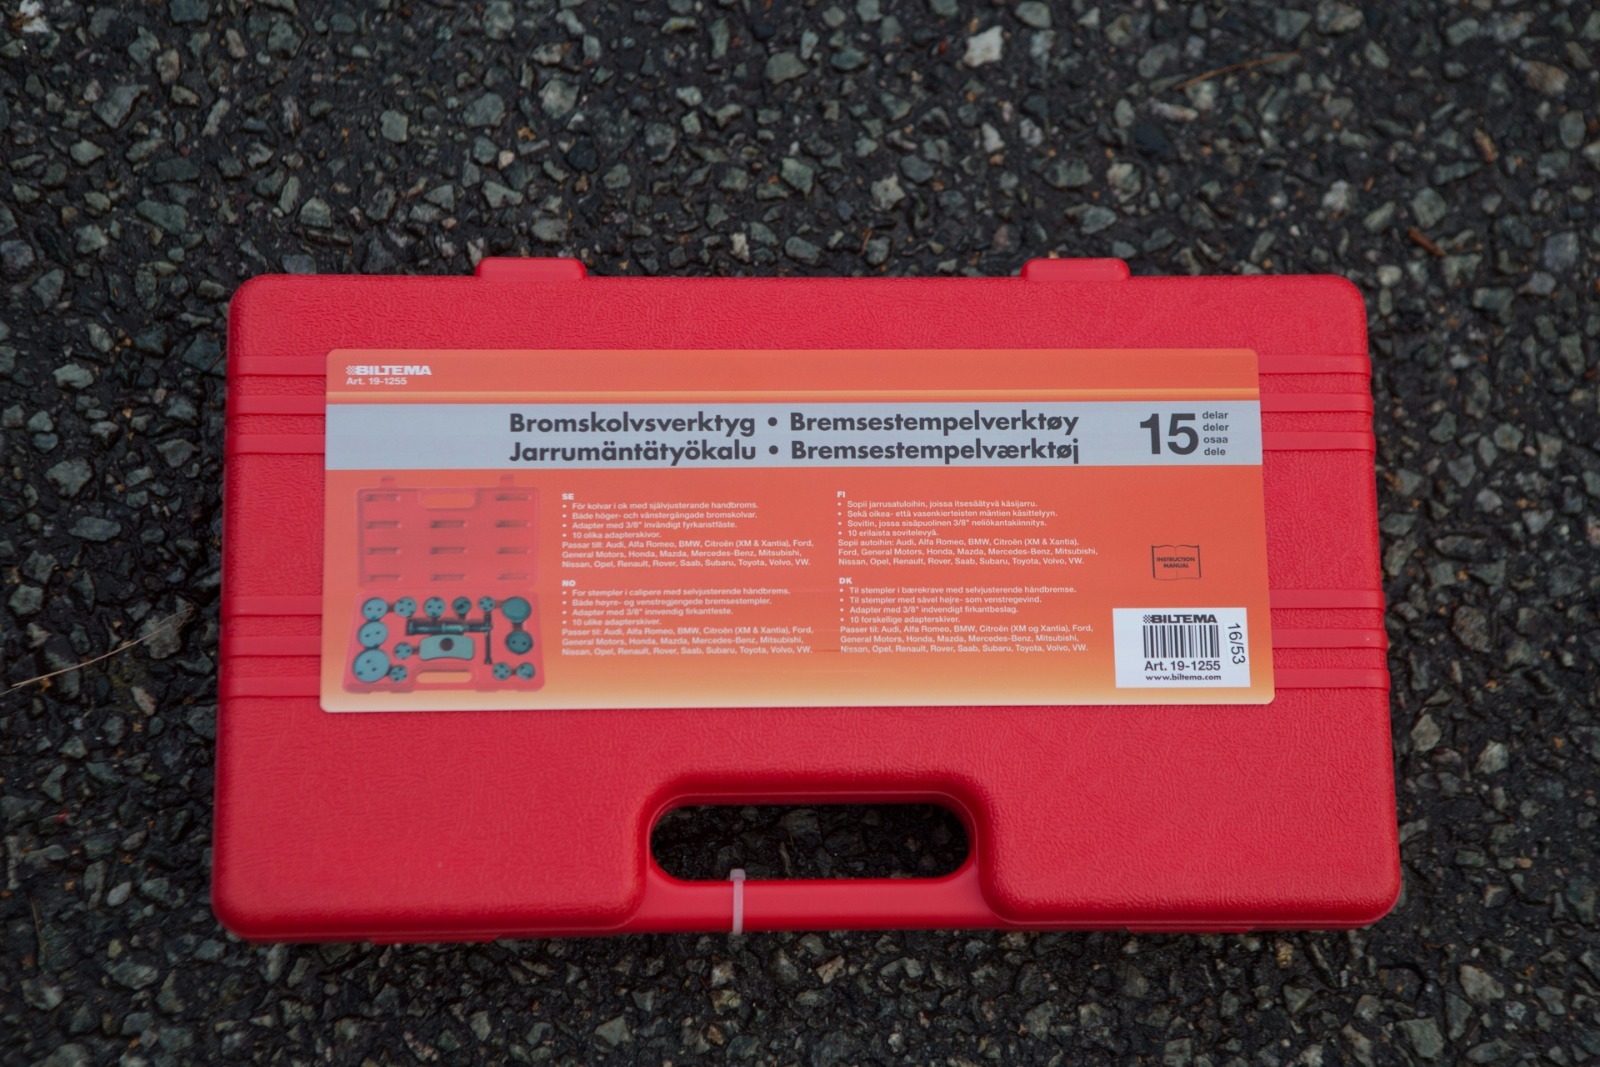 BILTEMA
Art. 19-1255
Bromskolvsverktyg • Bremsestempelverktøy
Jarrumäntätyökalu • Bremsestempelværktøj
15
delar
deler
osaa
dele
SE
• För kolvar i ok med självjusterande handbroms.
• Både höger- och vänstergängade bromskolvar.
• Adapter med 3/8" invändigt fyrkantfäste.
• 10 olika adapterskivor.
Passar till: Audi, Alfa Romeo, BMW, Citroën (XM & Xantia), Ford,
General Motors, Honda, Mazda, Mercedes-Benz, Mitsubishi,
Nissan, Opel, Renault, Rover, Saab, Subaru, Toyota, Volvo, VW.
NO
• For stempler i calipere med selvjusterende håndbrems.
• Både høyre- og venstregjengede bremsestempler.
• Adapter med 3/8" innvendig firkantfeste.
• 10 ulike adapterskiver.
Passer til: Audi, Alfa Romeo, BMW, Citroën (XM & Xantia), Ford,
General Motors, Honda, Mazda, Mercedes-Benz, Mitsubishi,
Nissan, Opel, Renault, Rover, Saab, Subaru, Toyota, Volvo, VW.
FI
• Sopii jarrusatuloihin, joissa itsesäätyvä käsijarru.
• Sekä oikea- että vasenkierteisten mäntien käsittelyyn.
• Sovitin, jossa sisäpuolinen 3/8" neliökantakiinnitys.
• 10 erilaista sovitelevyä.
Sopii autoihin: Audi, Alfa Romeo, BMW, Citroën (XM & Xantia),
Ford, General Motors, Honda, Mazda, Mercedes-Benz, Mitsubishi,
Nissan, Opel, Renault, Rover, Saab, Subaru, Toyota, Volvo, VW.
DK
• Til stempler i bærekrave med selvjusterende håndbremse.
• Til stempler med såvel højre- som venstregevind.
• Adapter med 3/8" indvendigt firkantbeslag.
• 10 forskellige adapterskiver.
Passer til: Audi, Alfa Romeo, BMW, Citroën (XM og Xantia), Ford,
General Motors, Honda, Mazda, Mercedes-Benz, Mitsubishi,
Nissan, Opel, Renault, Rover, Saab, Subaru, Toyota, Volvo, VW.
INSTRUCTION
MANUAL
BILTEMA
Art. 19-1255
www.biltema.com
16/53